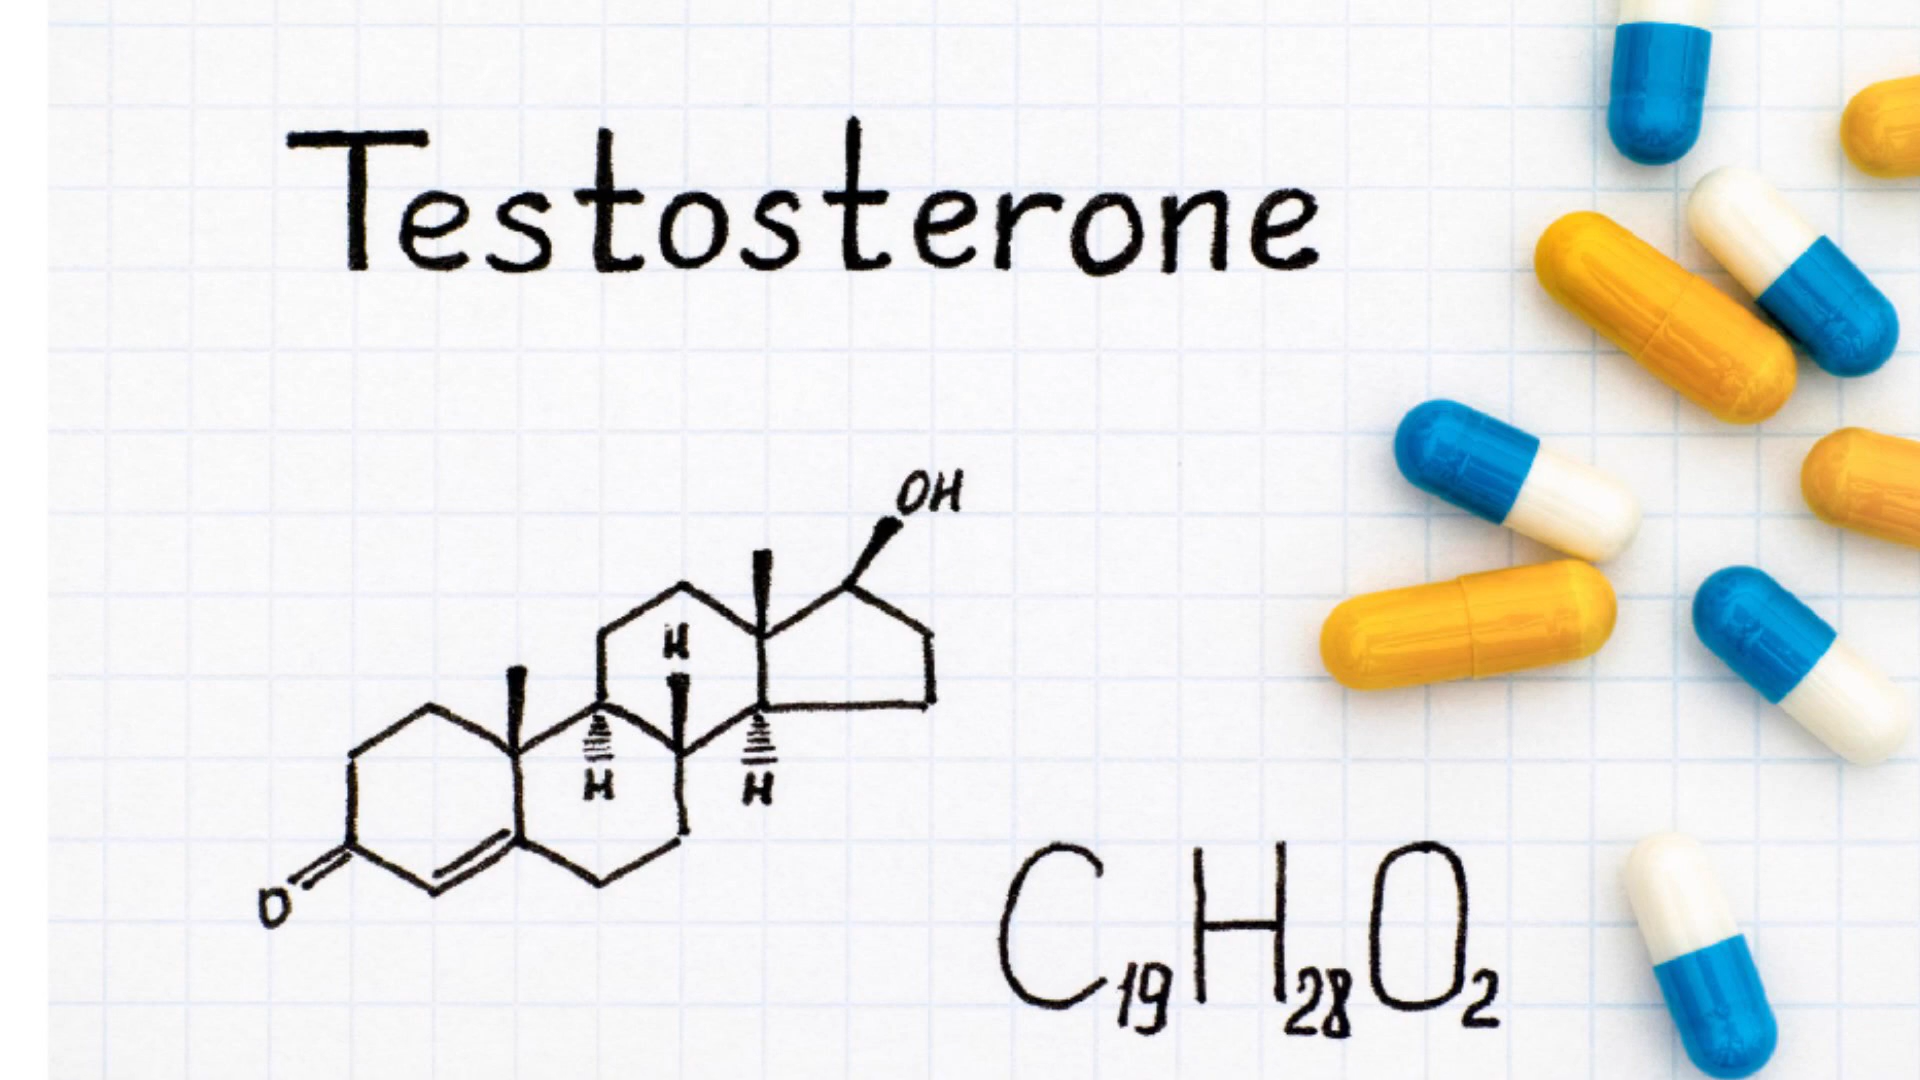 Testosterone
OH
H
H
H
O
C₁₉H₂₈O₂